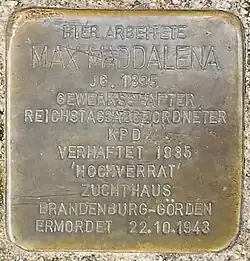 HIER ARBEITETE
MAX MADDALENA
JG. 1895
GEWERKSCHAFTER
REICHSTAGSABGEORDNETER
KPD
VERHAFTET 1935
'HOCHVERRAT'
ZUCHTHAUS
BRANDENBURG-GÖRDEN
ERMORDET 22.10.1943